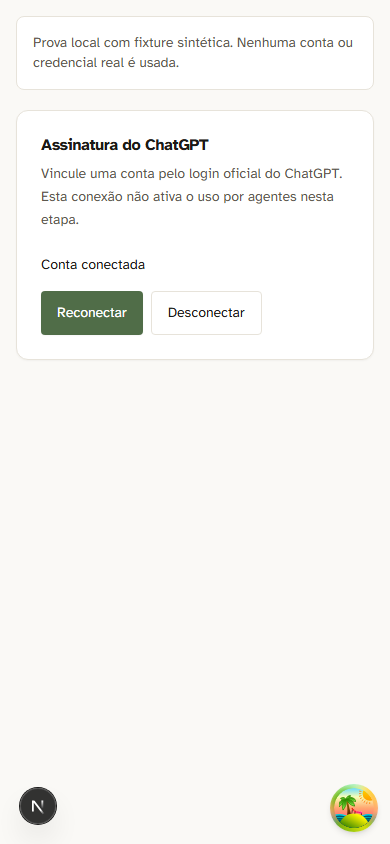 Prova local com fixture sintética. Nenhuma conta ou
credencial real é usada.
Assinatura do ChatGPT
Vincule uma conta pelo login oficial do ChatGPT.
Esta conexão não ativa o uso por agentes nesta
etapa.
Conta conectada
Reconectar
Desconectar
N